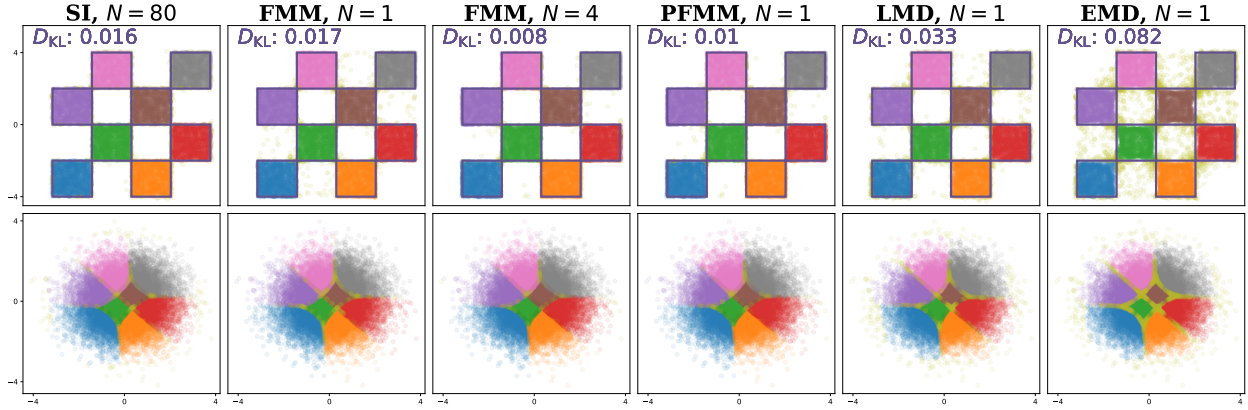 SI, N = 80 FMM, N = 1 FMM, N = 4 PFMM, N = 1 LMD, N = 1 EMD, N = 1
D_KL: 0.016 D_KL: 0.017 D_KL: 0.008 D_KL: 0.01 D_KL: 0.033 D_KL: 0.082
4
0
−4
4
0
−4
−4 0 4 −4 0 4 −4 0 4 −4 0 4 −4 0 4 −4 0 4